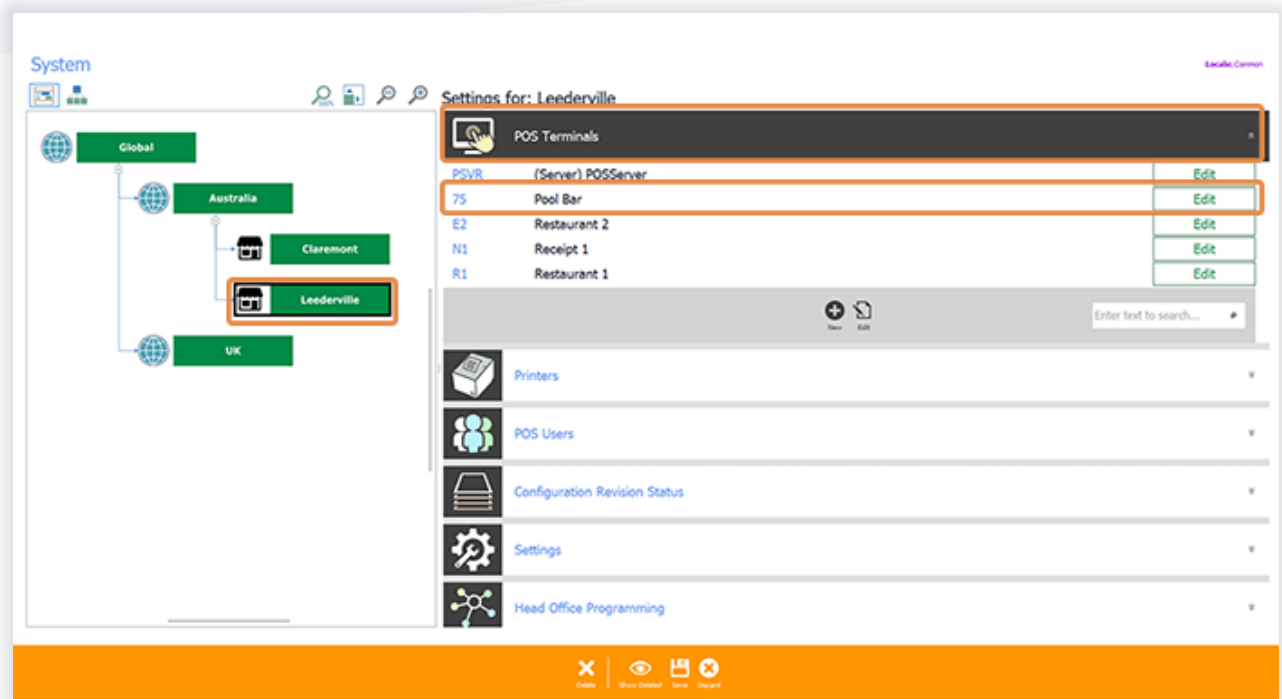 System
Locale: Common
100%
Settings for: Leederville
POS Terminals
Global
PSVR (Server) POSServer Edit
Australia
7S Pool Bar Edit
E2 Restaurant 2 Edit
Claremont
N1 Receipt 1 Edit
R1 Restaurant 1 Edit
Leederville
New Edit
Enter text to search...
UK
Printers
POS Users
Configuration Revision Status
Settings
Head Office Programming
Delete Show Deleted Save Discard